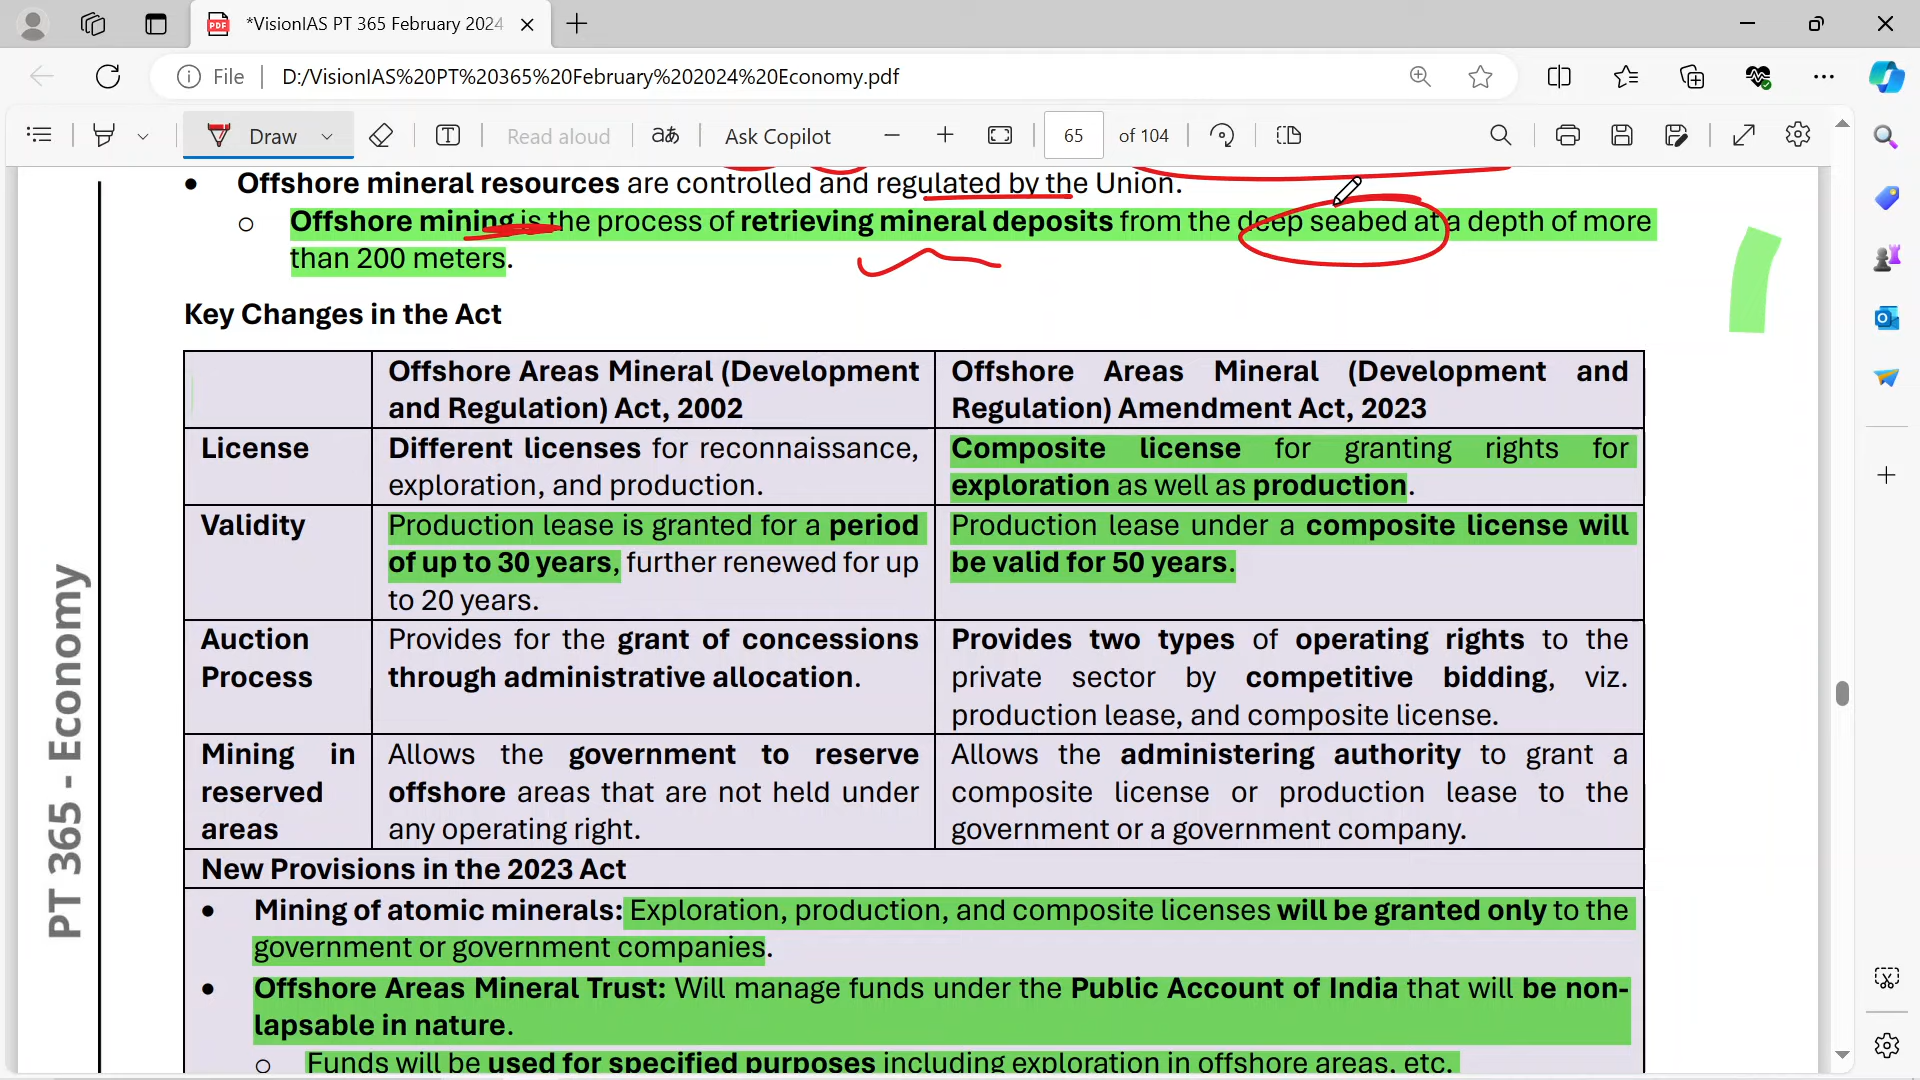 *VisionIAS PT 365 February 2024
File
D:/VisionIAS%20PT%20365%20February%202024%20Economy.pdf
Draw
Read aloud
aあ
Ask Copilot
65
of 104
Offshore mineral resources are controlled and regulated by the Union.
Offshore mining is the process of retrieving mineral deposits from the deep seabed at a depth of more
than 200 meters.
Key Changes in the Act
Offshore Areas Mineral (Development
and Regulation) Act, 2002
Offshore Areas Mineral (Development and
Regulation) Amendment Act, 2023
License
Different licenses for reconnaissance,
exploration, and production.
Composite license for granting rights for
exploration as well as production.
Validity
Production lease is granted for a period
of up to 30 years, further renewed for up
to 20 years.
Production lease under a composite license will
be valid for 50 years.
Auction
Process
Provides for the grant of concessions
through administrative allocation.
Provides two types of operating rights to the
private sector by competitive bidding, viz.
production lease, and composite license.
Mining in
reserved
areas
Allows the government to reserve
offshore areas that are not held under
any operating right.
Allows the administering authority to grant a
composite license or production lease to the
government or a government company.
New Provisions in the 2023 Act
Mining of atomic minerals: Exploration, production, and composite licenses will be granted only to the
government or government companies.
Offshore Areas Mineral Trust: Will manage funds under the Public Account of India that will be non-
lapsable in nature.
Funds will be used for specified purposes including exploration in offshore areas, etc.
PT 365 - Economy